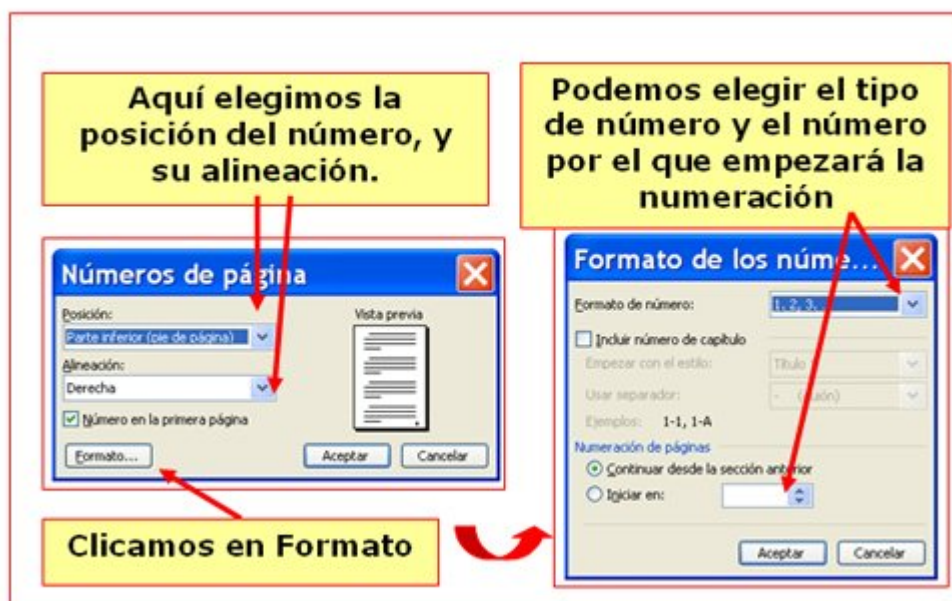 Aquí elegimos la
posición del número, y
su alineación.
Podemos elegir el tipo
de número y el número
por el que empezará la
numeración
Números de página
Posición:
Parte inferior (pie de página)
Alineación:
Derecha
Número en la primera página
Formato...
Vista previa
Aceptar
Cancelar
Clicamos en Formato
Formato de los núme...
Formato de número:
1, 2, 3,
Incluir número de capítulo
Empezar con el estilo:
Título
Usar separador:
-
Ejemplos: 1-1, 1-A
Numeración de páginas
Continuar desde la sección anterior
Iniciar en:
Aceptar
Cancelar